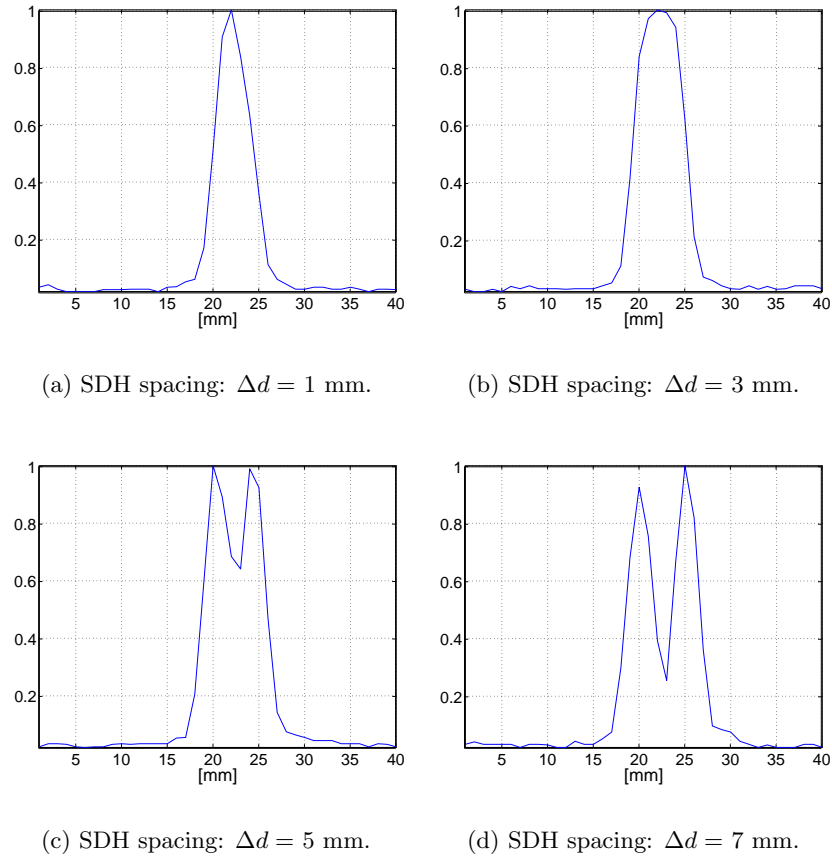 1
0.8
0.6
0.4
0.2
5 10 15 20 25 30 35 40
[mm]
(a) SDH spacing: Δd = 1 mm.
1
0.8
0.6
0.4
0.2
5 10 15 20 25 30 35 40
[mm]
(b) SDH spacing: Δd = 3 mm.
1
0.8
0.6
0.4
0.2
5 10 15 20 25 30 35 40
[mm]
(c) SDH spacing: Δd = 5 mm.
1
0.8
0.6
0.4
0.2
5 10 15 20 25 30 35 40
[mm]
(d) SDH spacing: Δd = 7 mm.